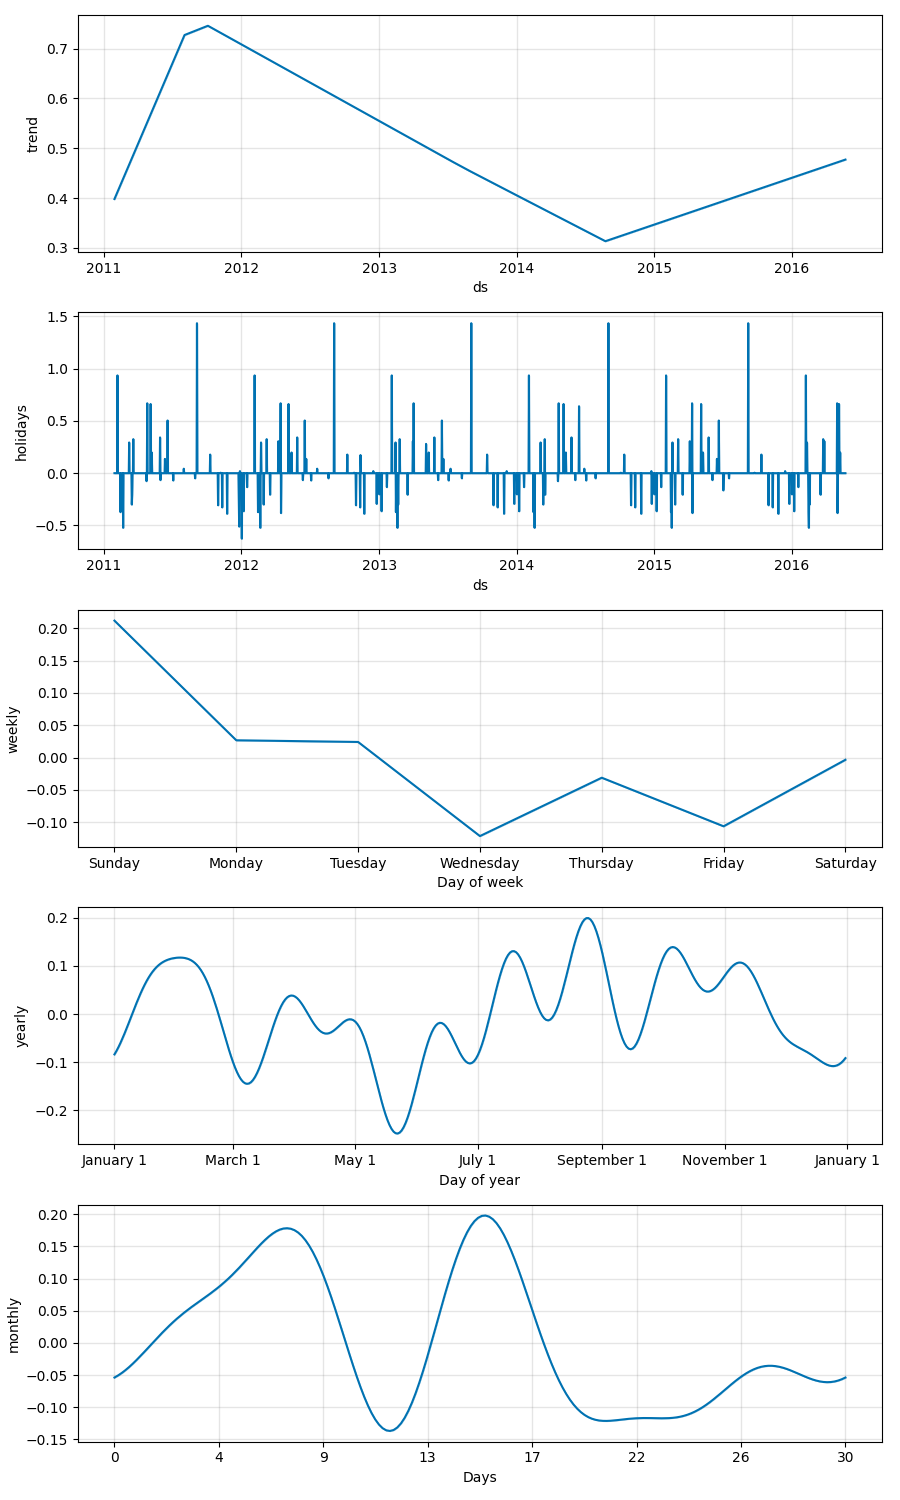 0.7
0.6
0.5
0.4
0.3
trend
2011 2012 2013 2014 2015 2016
ds
1.5
1.0
0.5
0.0
−0.5
holidays
2011 2012 2013 2014 2015 2016
ds
0.20
0.15
0.10
0.05
0.00
−0.05
−0.10
weekly
Sunday Monday Tuesday Wednesday Thursday Friday Saturday
Day of week
0.2
0.1
0.0
−0.1
−0.2
yearly
January 1 March 1 May 1 July 1 September 1 November 1 January 1
Day of year
0.20
0.15
0.10
0.05
0.00
−0.05
−0.10
−0.15
monthly
0 4 9 13 17 22 26 30
Days